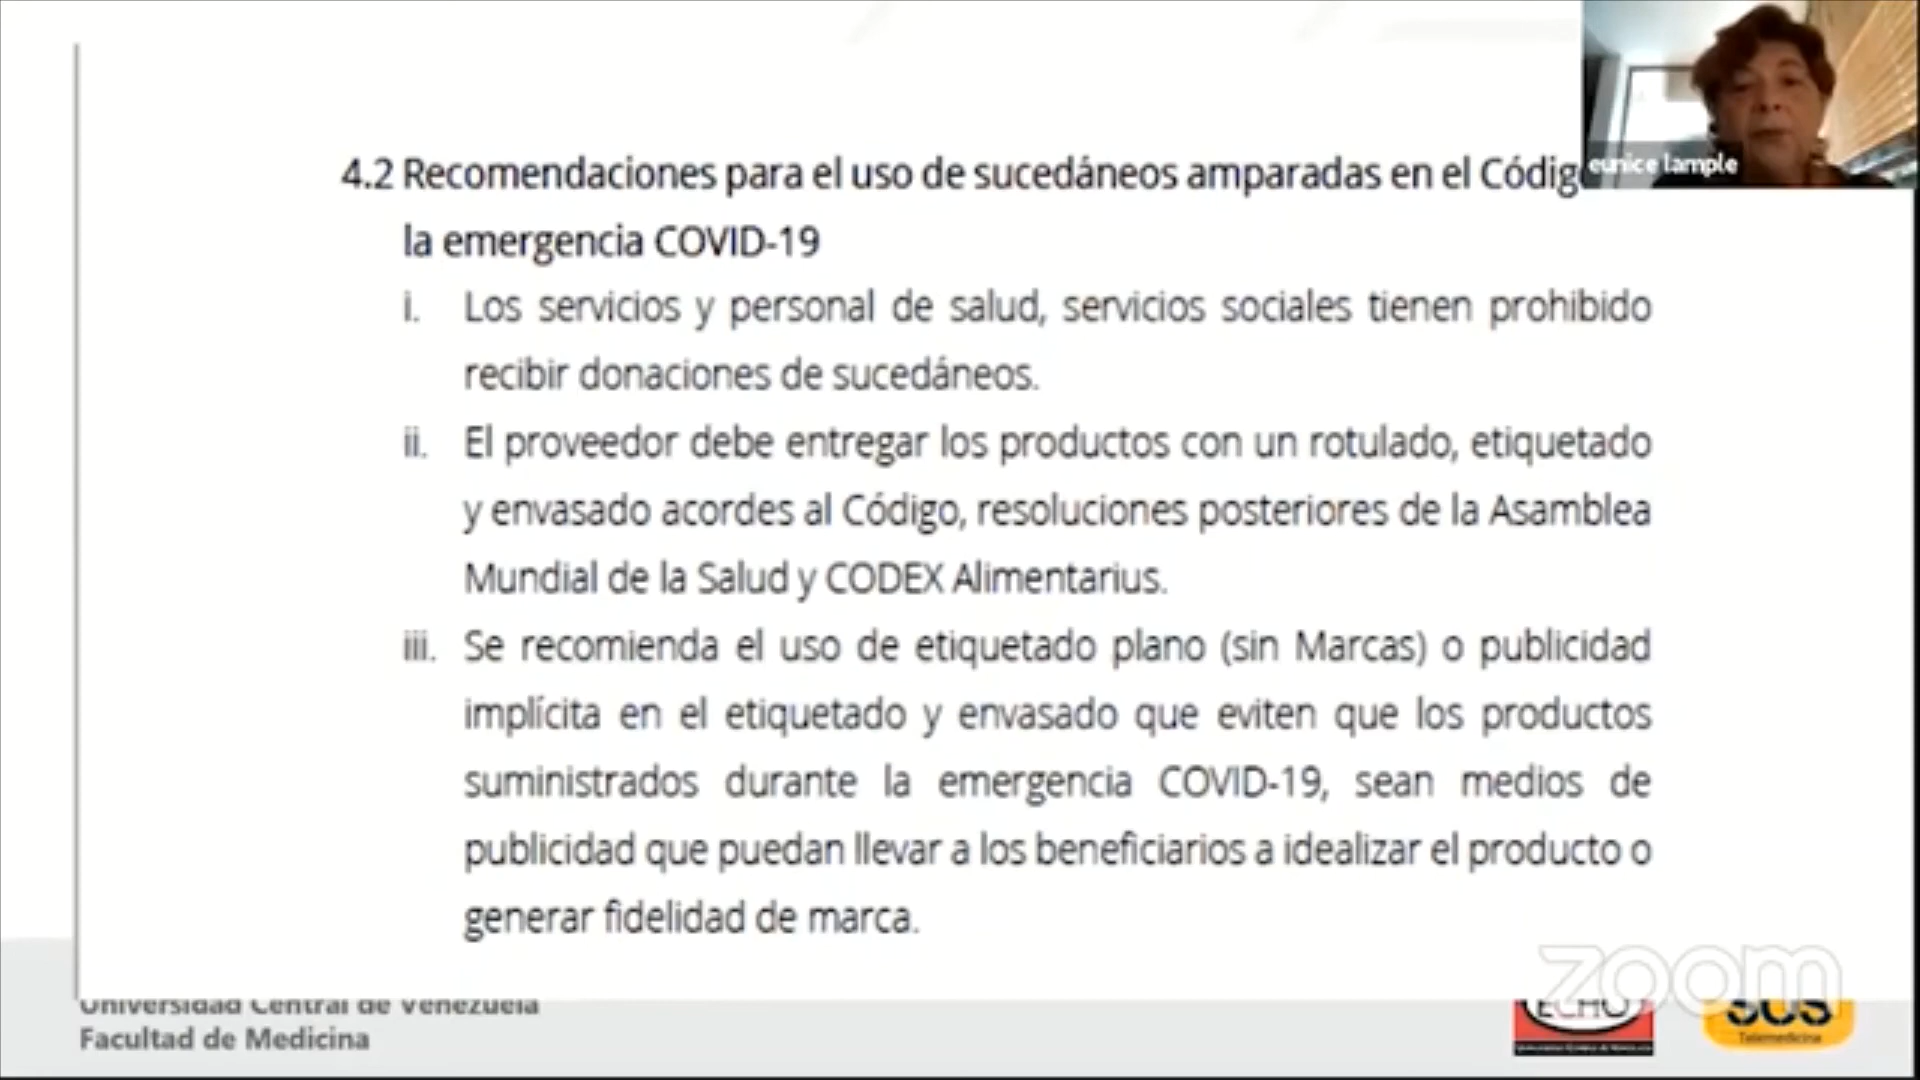 4.2 Recomendaciones para el uso de sucedáneos amparadas en el Códig
eunice lample
la emergencia COVID-19
i. Los servicios y personal de salud, servicios sociales tienen prohibido
recibir donaciones de sucedáneos.
ii. El proveedor debe entregar los productos con un rotulado, etiquetado
y envasado acordes al Código, resoluciones posteriores de la Asamblea
Mundial de la Salud y CODEX Alimentarius.
iii. Se recomienda el uso de etiquetado plano (sin Marcas) o publicidad
implícita en el etiquetado y envasado que eviten que los productos
suministrados durante la emergencia COVID-19, sean medios de
publicidad que puedan llevar a los beneficiarios a idealizar el producto o
generar fidelidad de marca.
zoom
Universidad Central de Venezuela
Facultad de Medicina
ECHO
SOS
Telemedicina